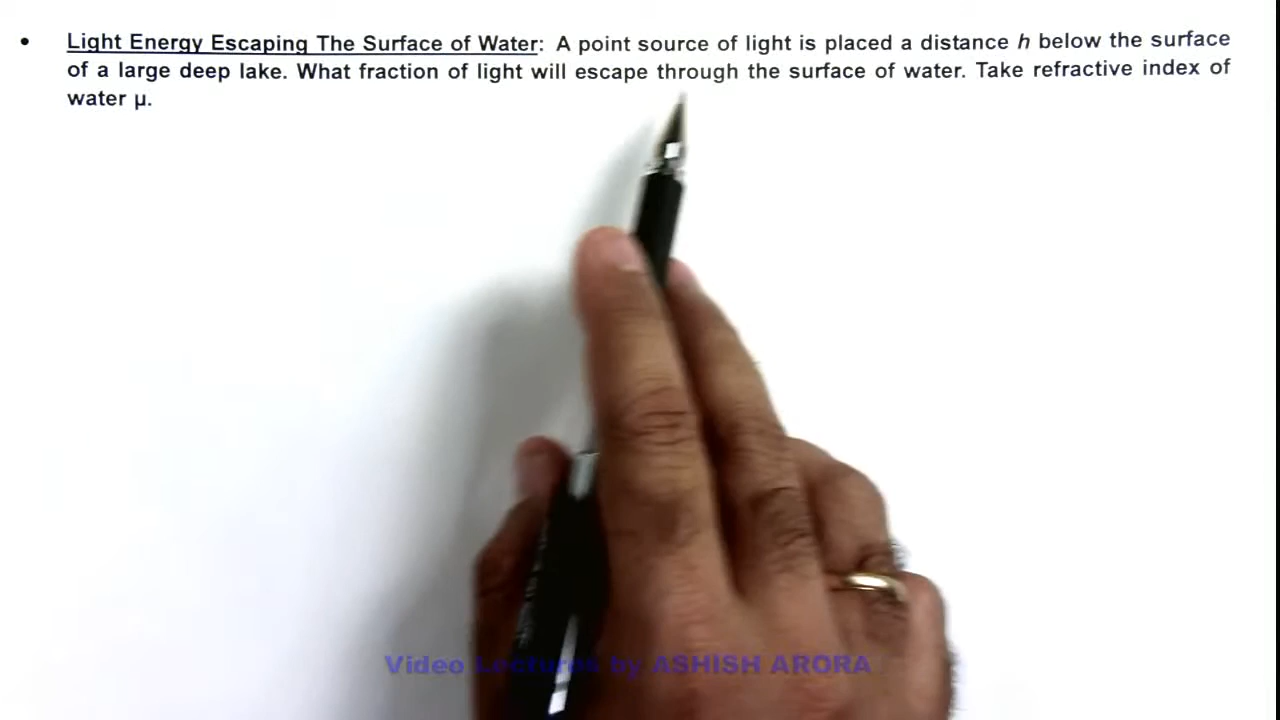 • Light Energy Escaping The Surface of Water: A point source of light is placed a distance h below the surface
of a large deep lake. What fraction of light will escape through the surface of water. Take refractive index of
water μ.
Video Lectures by ASHISH ARORA